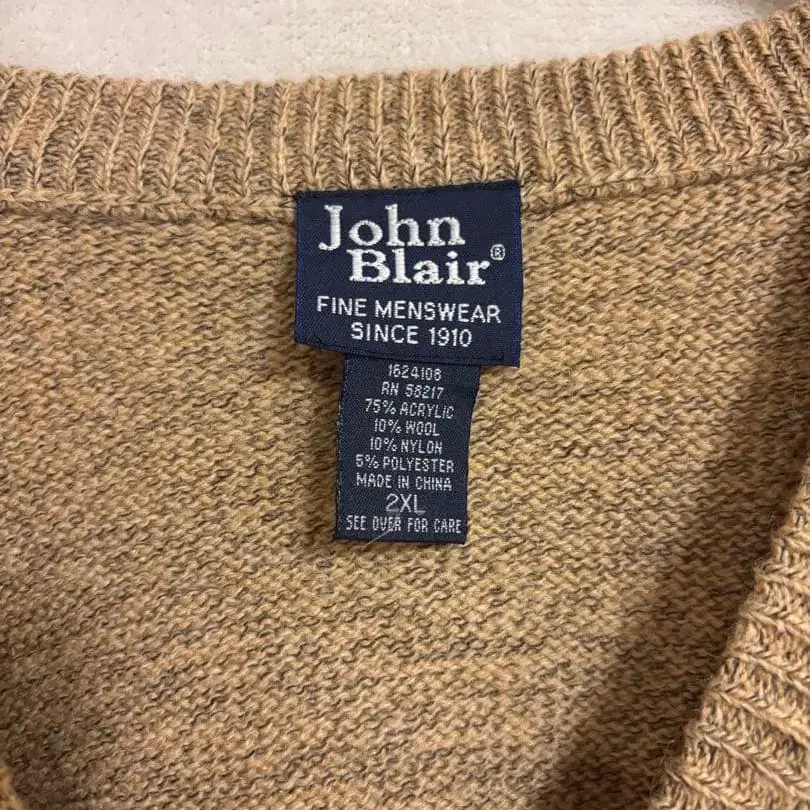 John
Blair®
FINE MENSWEAR
SINCE 1910
1624108
RN 58217
75% ACRYLIC
10% WOOL
10% NYLON
5% POLYESTER
MADE IN CHINA
2XL
SEE OVER FOR CARE